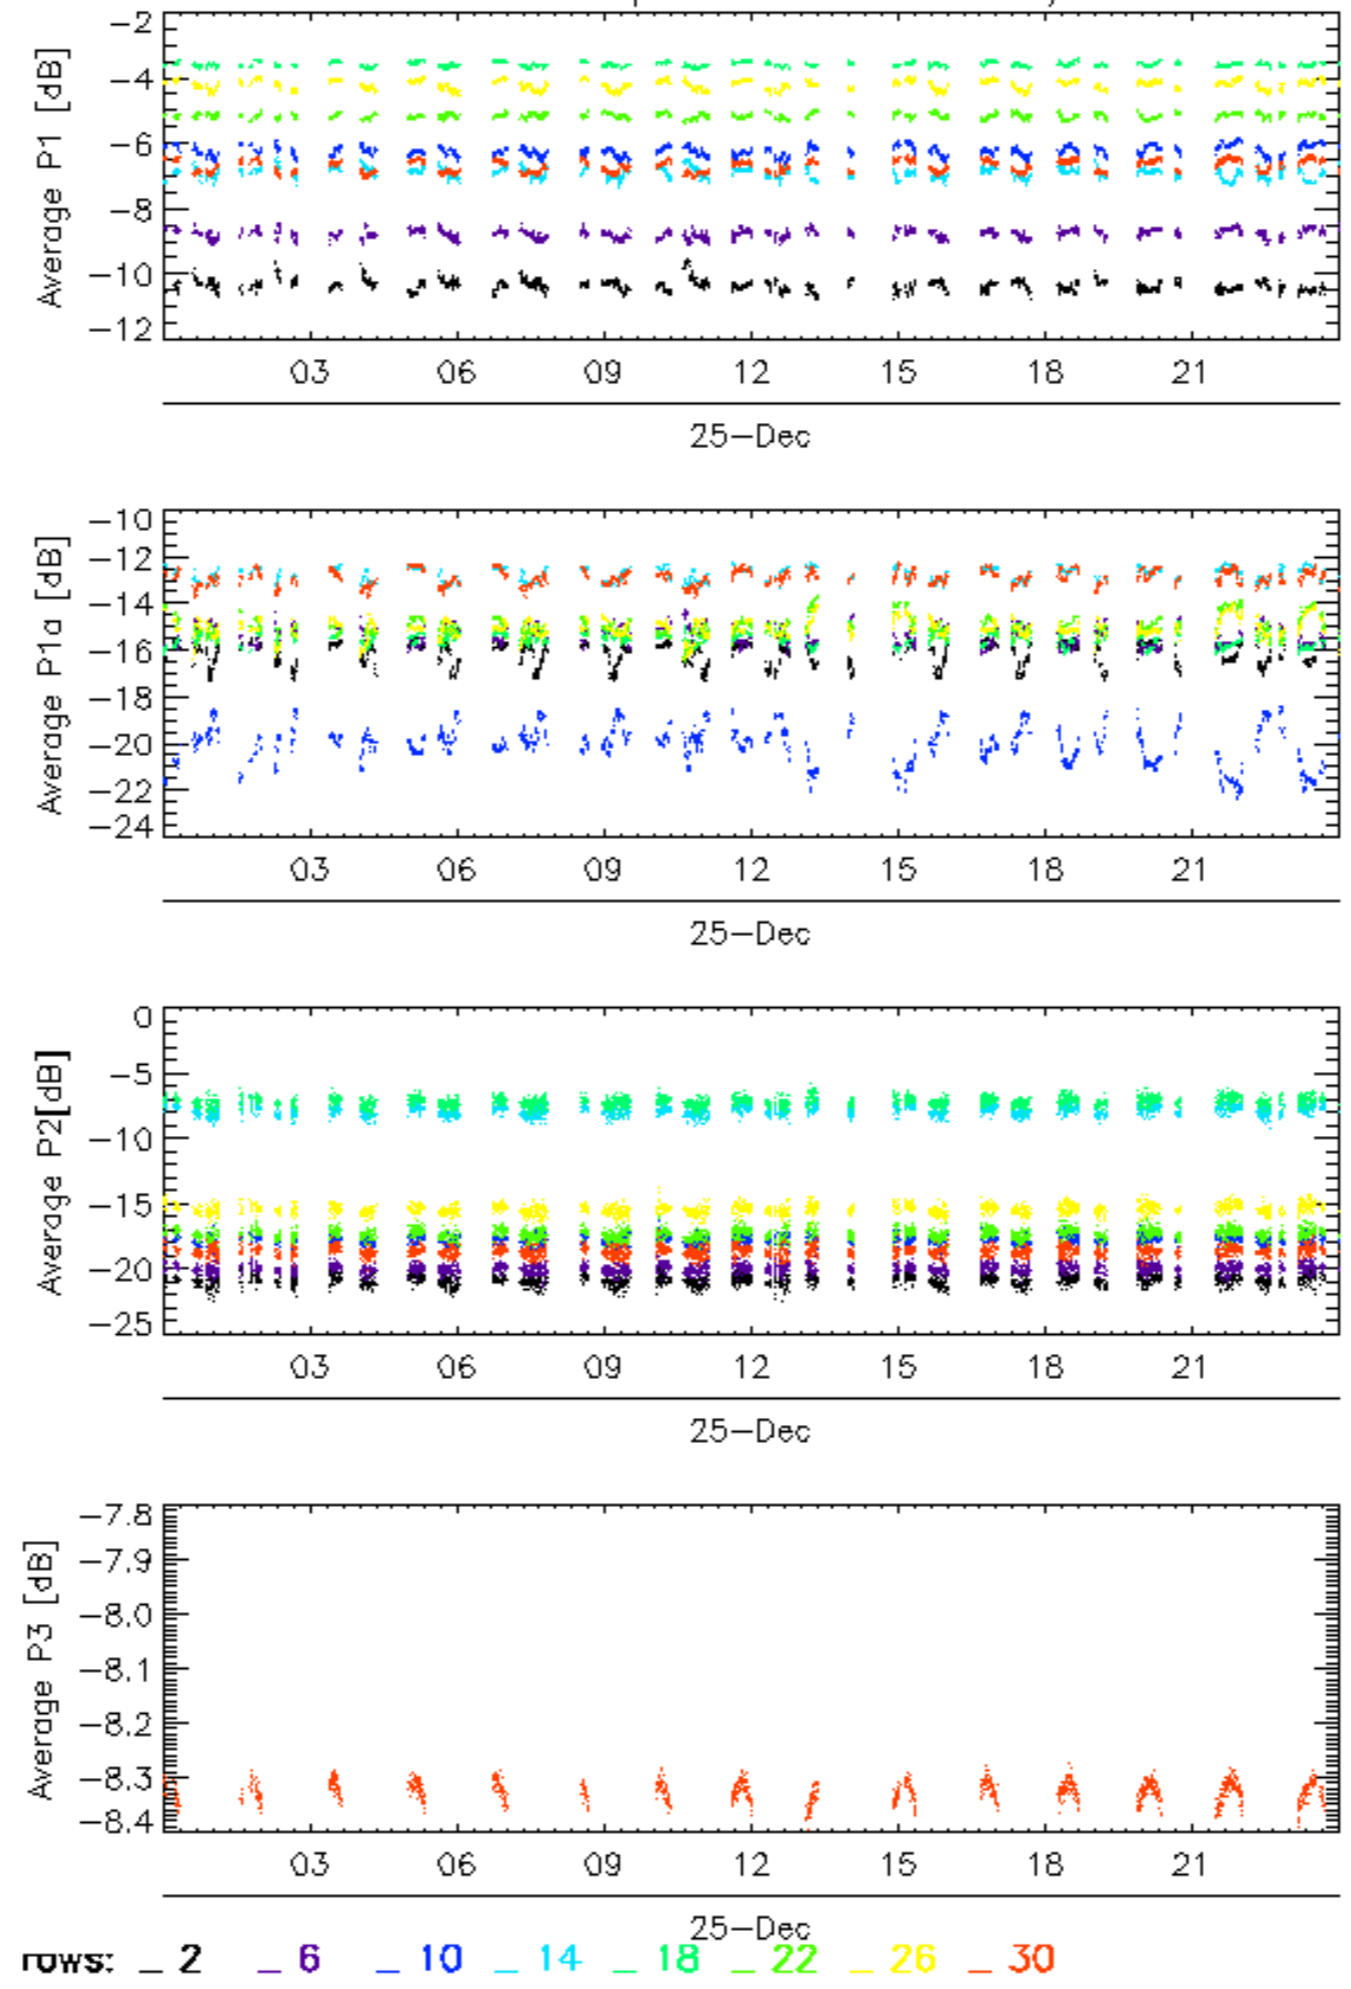 Average P1 [dB]
−2
−4
−6
−8
−10
−12
03 06 09 12 15 18 21
25−Dec
Average P1a [dB]
−10
−12
−14
−16
−18
−20
−22
−24
03 06 09 12 15 18 21
25−Dec
Average P2[dB]
0
−5
−10
−15
−20
−25
03 06 09 12 15 18 21
25−Dec
Average P3 [dB]
−7.8
−7.9
−8.0
−8.1
−8.2
−8.3
−8.4
03 06 09 12 15 18 21
25−Dec
rows: _ 2 _ 6 _ 10 _ 14 _ 18 _ 22 _ 26 _ 30